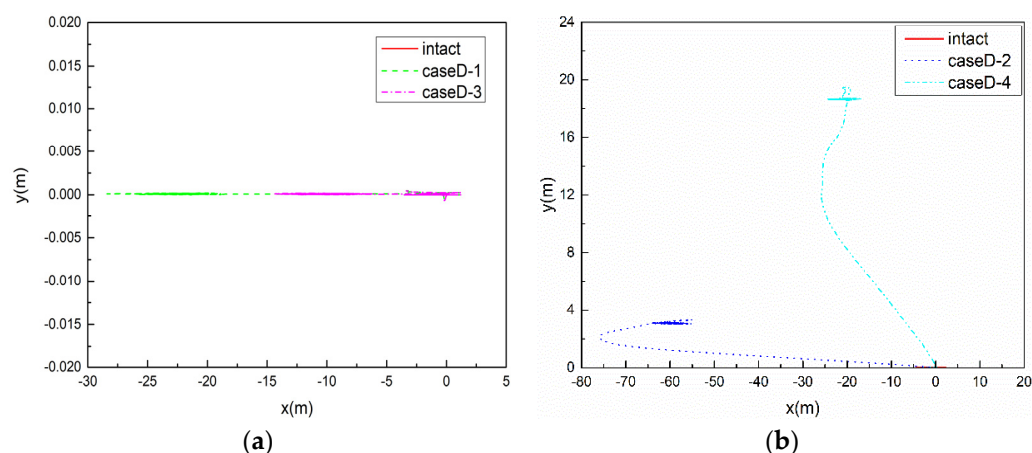 0.020
0.015
0.010
0.005
0.000
-0.005
-0.010
-0.015
-0.020
y(m)
intact
caseD-1
caseD-3
-30 -25 -20 -15 -10 -5 0 5
x(m)
(a)
24
20
16
12
8
4
0
y(m)
intact
caseD-2
caseD-4
-80 -70 -60 -50 -40 -30 -20 -10 0 10 20
x(m)
(b)